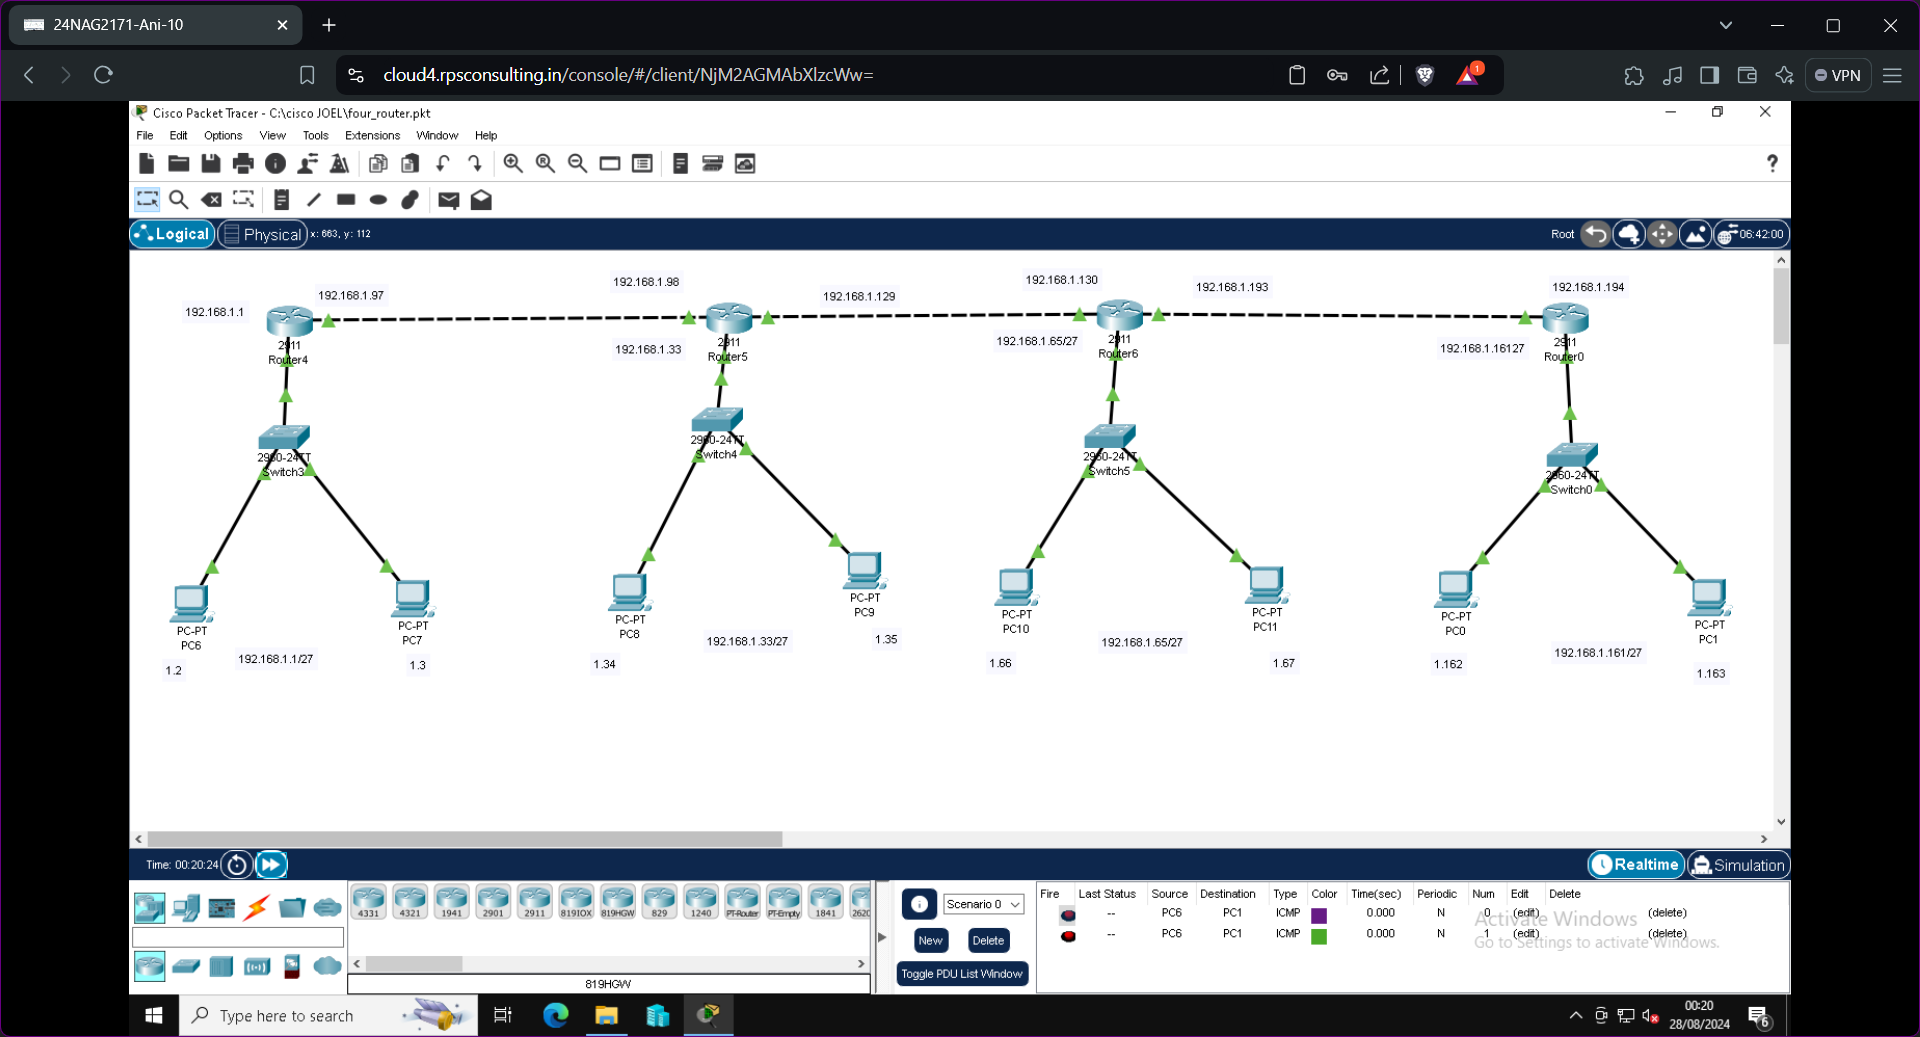 24NAG2171-Ani-10
cloud4.rpsconsulting.in/console/#/client/NjM2AGMAbXlzcWw=
1
VPN
Cisco Packet Tracer - C:\cisco JOEL\four_router.pkt
File Edit Options View Tools Extensions Window Help
?
Logical Physical x: 663, y: 112
Root 06:42:00
192.168.1.1
192.168.1.97
192.168.1.98
192.168.1.129
192.168.1.130
192.168.1.193
192.168.1.194
192.168.1.33
192.168.1.65/27
192.168.1.16127
2911
Router4
2911
Router5
2911
Router6
2911
Router0
2960-24TT
Switch3
2960-24TT
Switch4
2960-24TT
Switch5
2960-24TT
Switch0
PC-PT
PC6
PC-PT
PC7
PC-PT
PC8
PC-PT
PC9
PC-PT
PC10
PC-PT
PC11
PC-PT
PC0
PC-PT
PC1
1.2
192.168.1.1/27
1.3
1.34
192.168.1.33/27
1.35
1.66
192.168.1.65/27
1.67
1.162
192.168.1.161/27
1.163
Time: 00:20:24
Realtime Simulation
4331 4321 1941 2901 2911 819IOX 819HGW 829 1240 PT-Router PT-Empty 1841 2620
819HGW
Scenario 0
New Delete
Toggle PDU List Window
Fire Last Status Source Destination Type Color Time(sec) Periodic Num Edit Delete
-- PC6 PC1 ICMP 0.000 N 0 (edit) (delete)
-- PC6 PC1 ICMP 0.000 N 1 (edit) (delete)
Activate Windows
Go to Settings to activate Windows.
Type here to search
00:20
28/08/2024
6